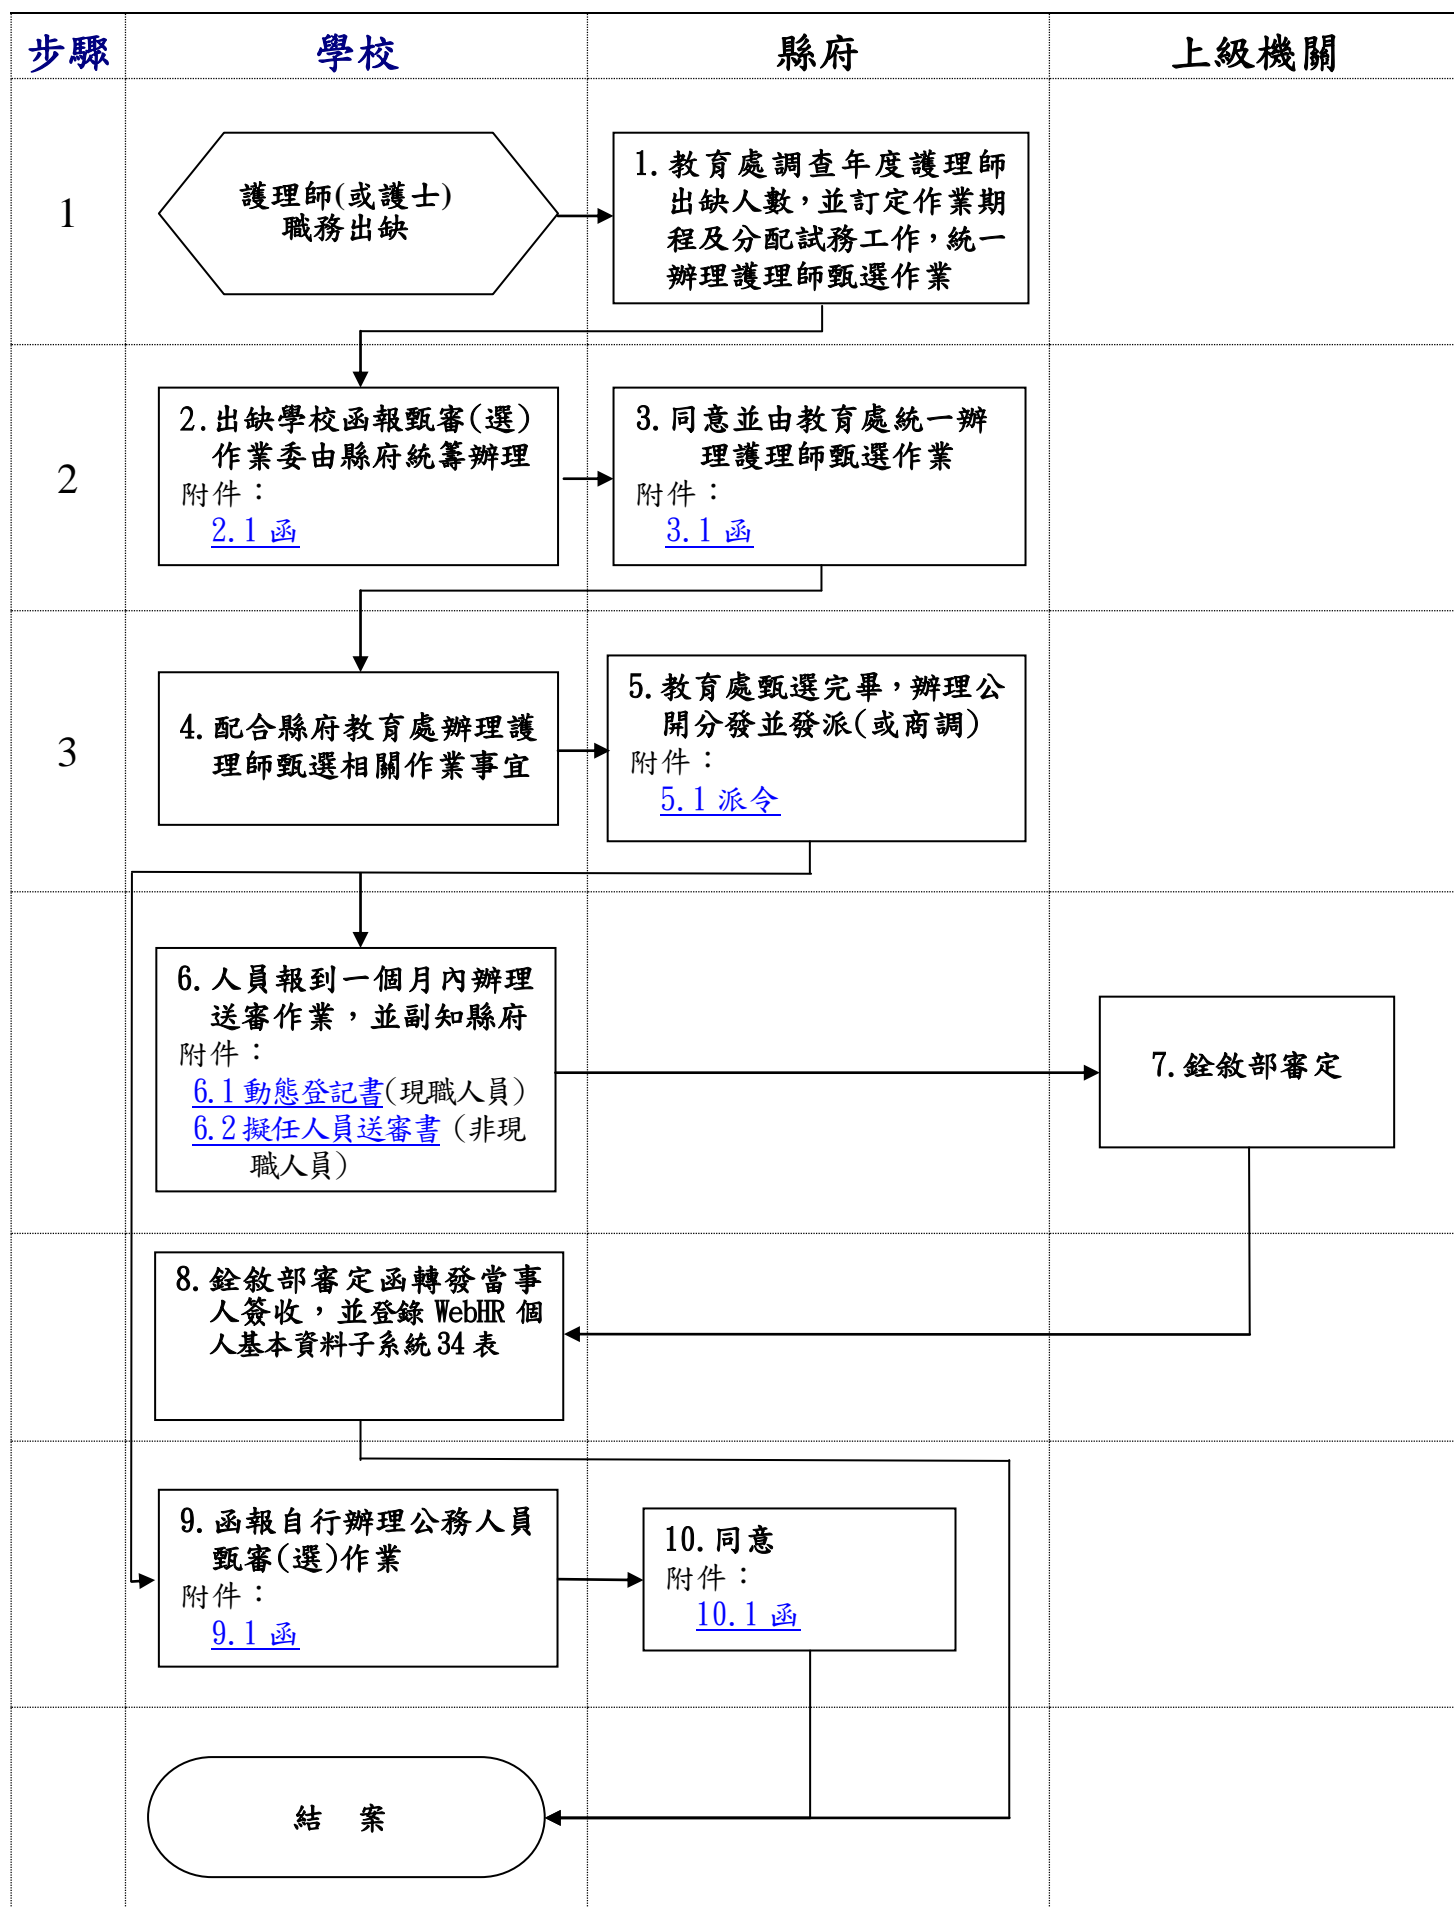 步驟 學校 縣府 上級機關
1
護理師(或護士)
職務出缺
1.教育處調查年度護理師
出缺人數，並訂定作業期
程及分配試務工作，統一
辦理護理師甄選作業
2
2.出缺學校函報甄審(選)
作業委由縣府統籌辦理
附件：
2.1 函
3.同意並由教育處統一辦
理護理師甄選作業
附件：
3.1 函
3
4.配合縣府教育處辦理護
理師甄選相關作業事宜
5.教育處甄選完畢，辦理公
開分發並發派(或商調)
附件：
5.1 派令
6.人員報到一個月內辦理
送審作業，並副知縣府
附件：
6.1 動態登記書(現職人員)
6.2 擬任人員送審書（非現
職人員）
7.銓敘部審定
8.銓敘部審定函轉發當事
人簽收，並登錄 WebHR 個
人基本資料子系統 34 表
9.函報自行辦理公務人員
甄審(選)作業
附件：
9.1 函
10.同意
附件：
10.1 函
結 案